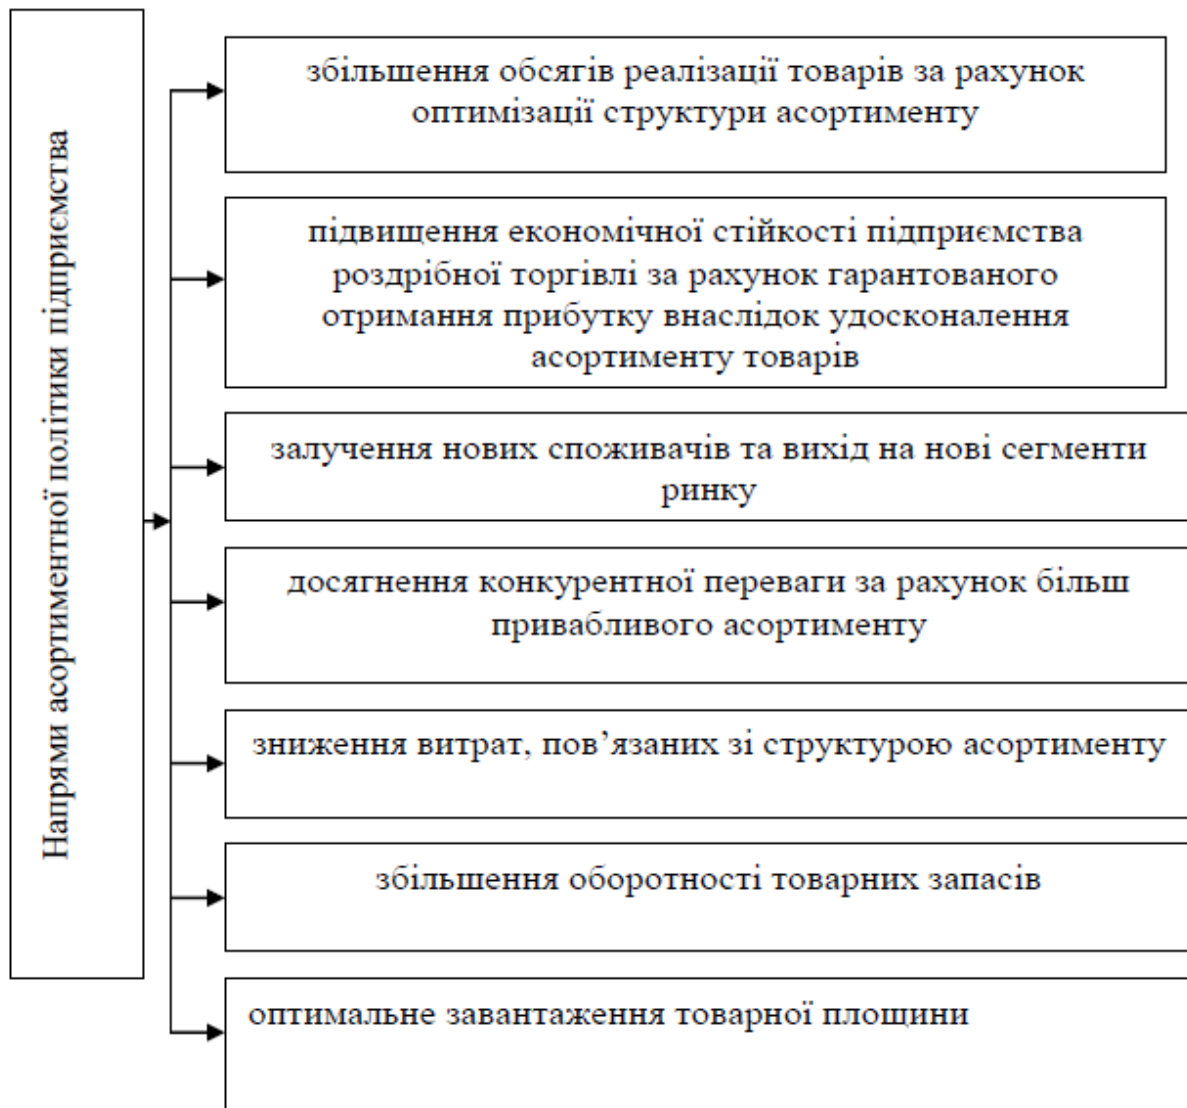 Напрями асортиментної політики підприємства
збільшення обсягів реалізації товарів за рахунок
оптимізації структури асортименту
підвищення економічної стійкості підприємства
роздрібної торгівлі за рахунок гарантованого
отримання прибутку внаслідок удосконалення
асортименту товарів
залучення нових споживачів та вихід на нові сегменти
ринку
досягнення конкурентної переваги за рахунок більш
привабливого асортименту
зниження витрат, пов’язаних зі структурою асортименту
збільшення оборотності товарних запасів
оптимальне завантаження товарної площини